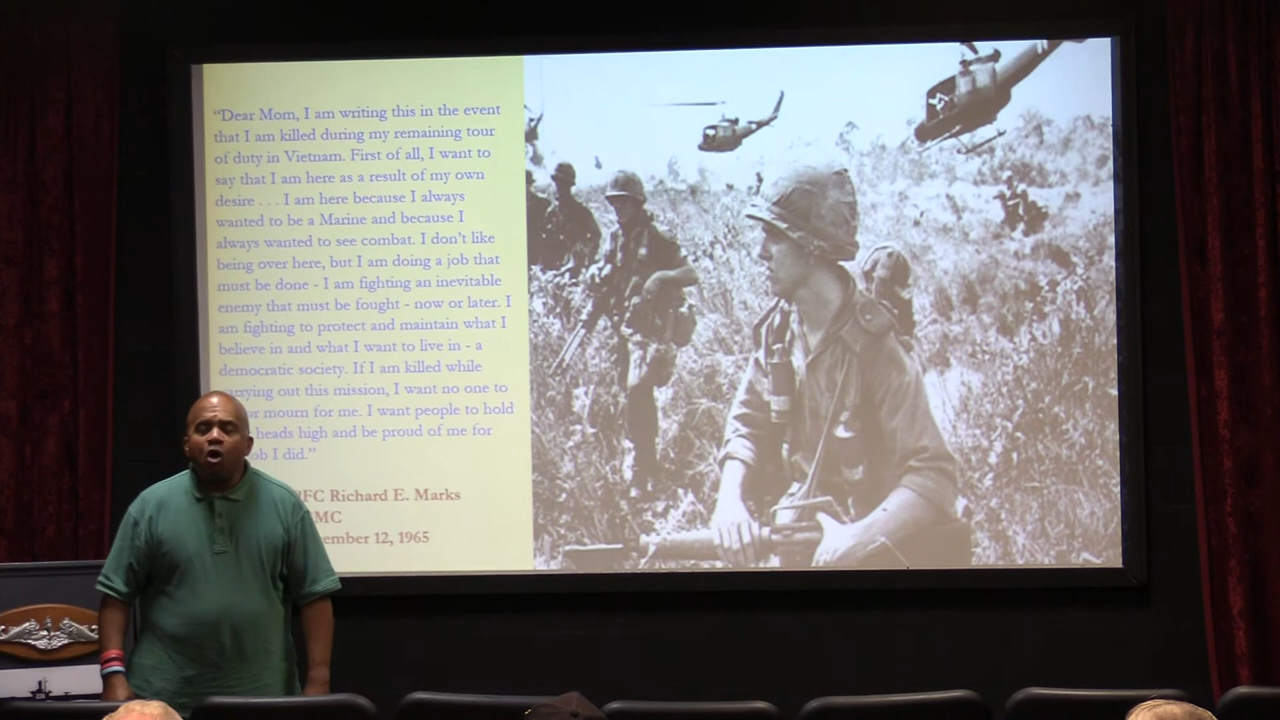 “Dear Mom, I am writing this in the event
that I am killed during my remaining tour
of duty in Vietnam. First of all, I want to
say that I am here as a result of my own
desire . . . I am here because I always
wanted to be a Marine and because I
always wanted to see combat. I don’t like
being over here, but I am doing a job that
must be done - I am fighting an inevitable
enemy that must be fought - now or later. I
am fighting to protect and maintain what I
believe in and what I want to live in - a
democratic society. If I am killed while
this mission, I want no one to
mourn for me. I want people to hold
heads high and be proud of me for
I did.”
Richard E. Marks
12, 1965